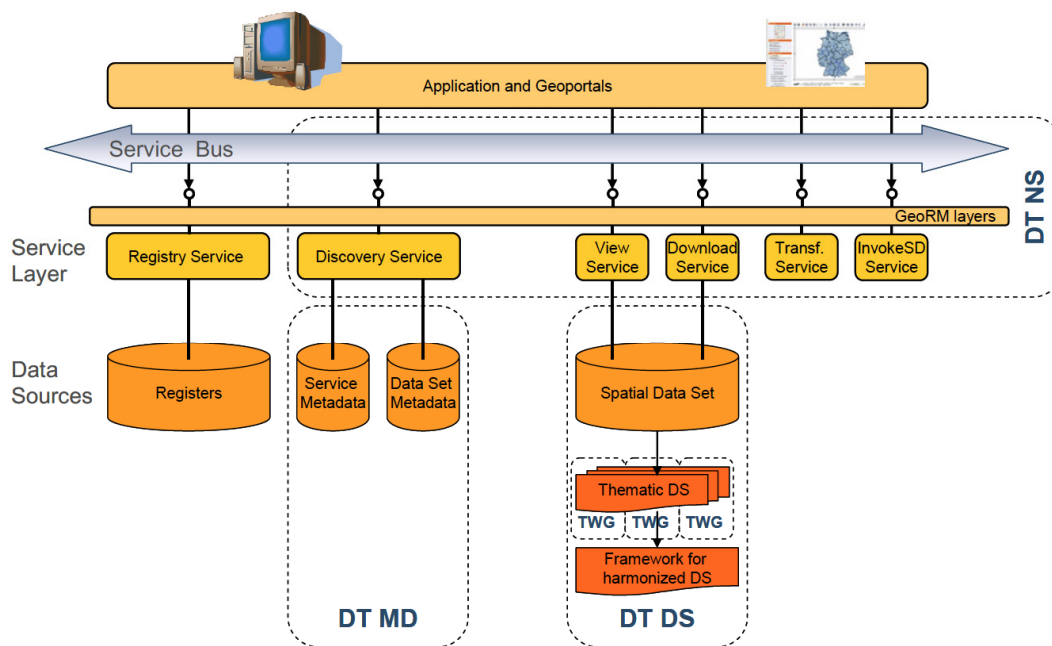 Application and Geoportals
Service Bus
DT NS
GeoRM layers
Service
Layer
Registry Service
Discovery Service
View
Service
Download
Service
Transf.
Service
InvokeSD
Service
Data
Sources
Registers
Service
Metadata
Data Set
Metadata
Spatial Data Set
Thematic DS
TWG
TWG
TWG
Framework for
harmonized DS
DT MD
DT DS